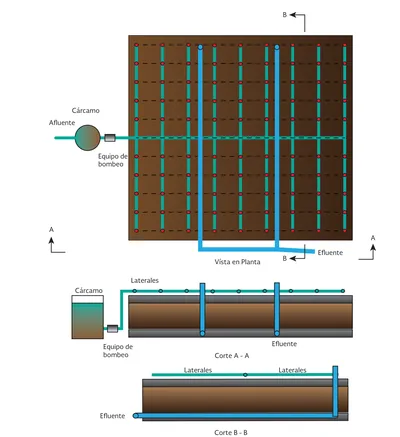 B
Cárcamo
Afluente
Equipo de
bombeo
A
A
Efluente
B
Vista en Planta
Laterales
Cárcamo
Equipo de
bombeo
Efluente
Corte A - A
Laterales
Laterales
Efluente
Corte B - B